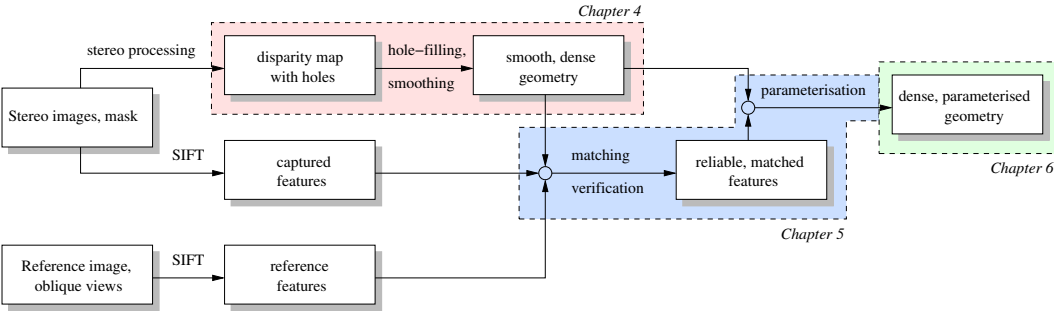 Chapter 4
stereo processing
disparity map
with holes
hole−filling,
smoothing
smooth, dense
geometry
Stereo images, mask
parameterisation
dense, parameterised
geometry
SIFT
captured
features
matching
verification
reliable, matched
features
Chapter 6
Chapter 5
Reference image,
oblique views
SIFT
reference
features